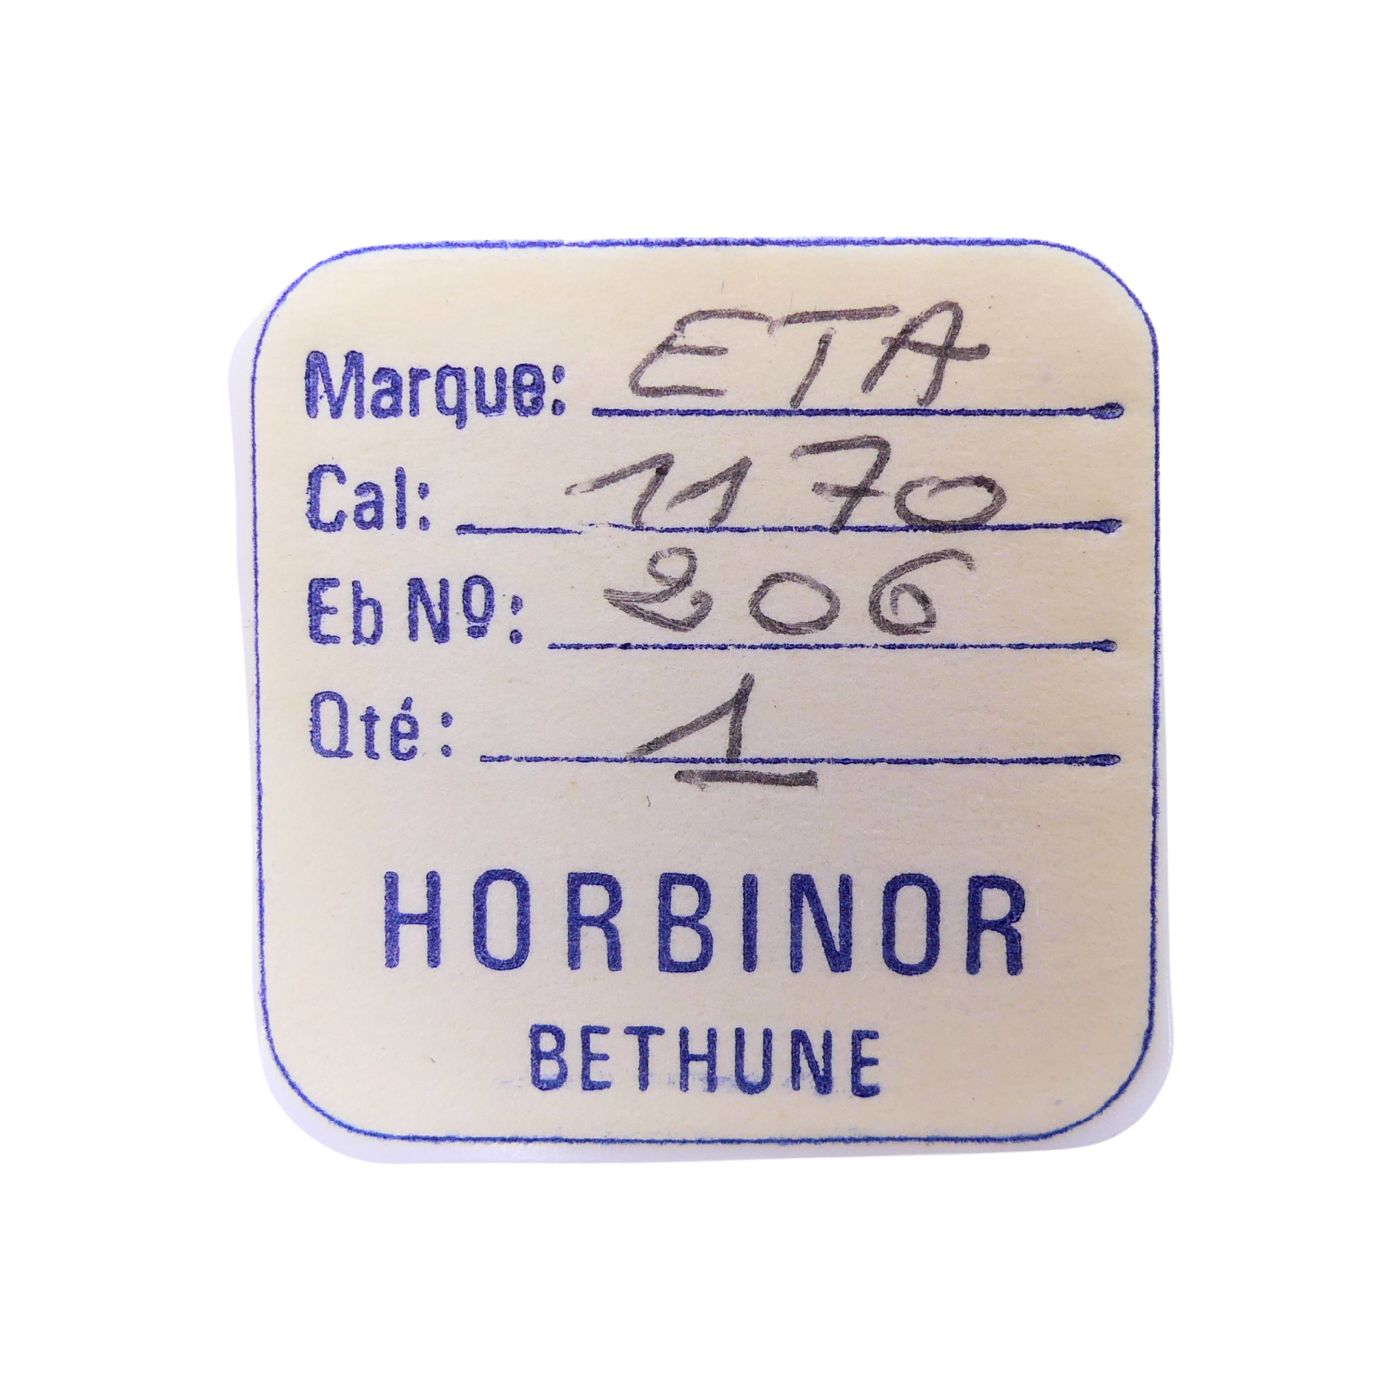 Marque: ETA
Cal: 1170
Eb Nº: 206
Qté: 1
HORBINOR
BETHUNE